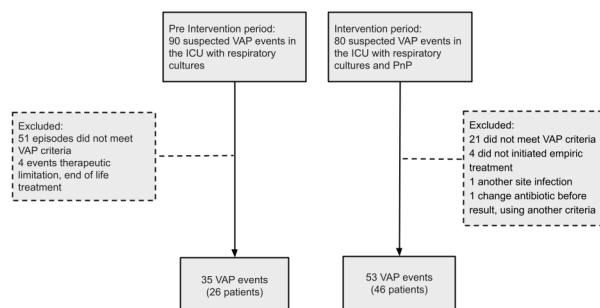 Pre Intervention period:
90 suspected VAP events in
the ICU with respiratory
cultures
Intervention period:
80 suspected VAP events in
the ICU with respiratory
cultures and PnP
Excluded:
51 episodes did not meet
VAP criteria
4 events therapeutic
limitation, end of life
treatment
Excluded:
21 did not meet VAP criteria
4 did not initiated empiric
treatment
1 another site infection
1 change antibiotic before
result, using another criteria
35 VAP events
(26 patients)
53 VAP events
(46 patients)